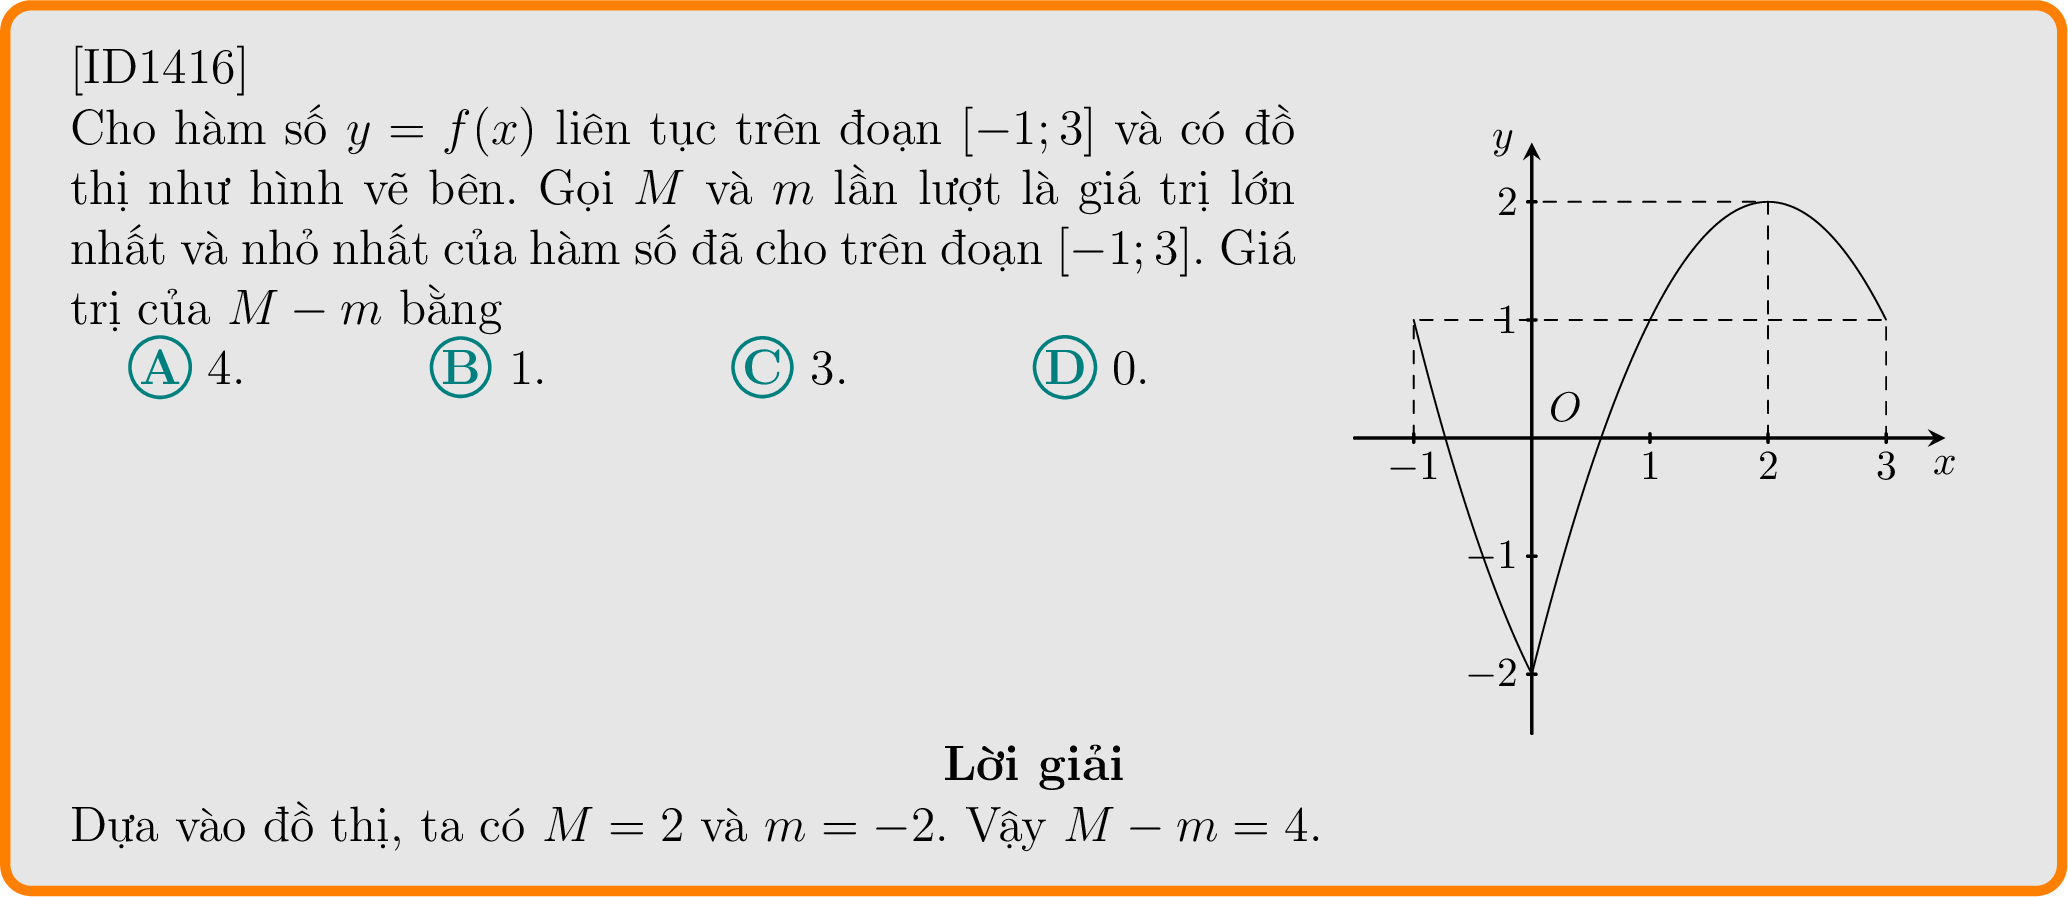 [ID1416]
Cho hàm số y = f(x) liên tục trên đoạn [−1; 3] và có đồ
thị như hình vẽ bên. Gọi M và m lần lượt là giá trị lớn
nhất và nhỏ nhất của hàm số đã cho trên đoạn [−1; 3]. Giá
trị của M − m bằng
A 4. B 1. C 3. D 0.
y
2
1
O
−1 1 2 3 x
−1
−2
Lời giải
Dựa vào đồ thị, ta có M = 2 và m = −2. Vậy M − m = 4.